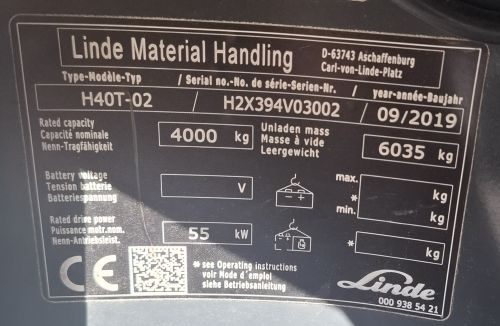 Linde Material Handling
D-63743 Aschaffenburg
Carl-von-Linde-Platz
Type-Modèle-Typ / Serial no.-No. de série-Serien-Nr. / year-année-Baujahr
H40T-02 / H2X394V03002 / 09/2019
Rated capacity
Capacité nominale
Nenn-Tragfähigkeit
4000 kg
Unladen mass
Masse à vide
Leergewicht
6035 kg
Battery voltage
Tension batterie
Batteriespannung
V
max.
* kg
min. kg
Rated drive power
Puissance motr.nom.
Nenn-Antriebsleist.
55 kW
kg
* kg
CE
* see Operating instructions
voir Mode d´emploi
siehe Betriebsanleitung
Linde
000 938 54 21